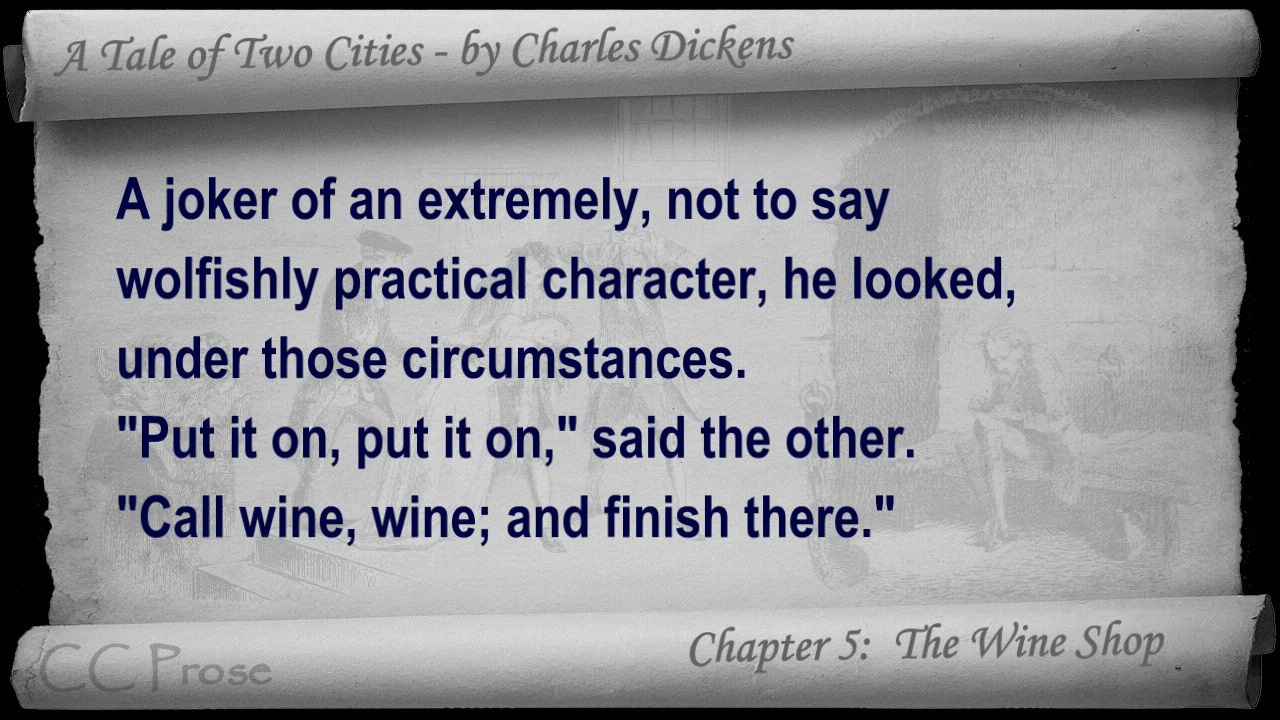 A Tale of Two Cities - by Charles Dickens
A joker of an extremely, not to say
wolfishly practical character, he looked,
under those circumstances.
"Put it on, put it on," said the other.
"Call wine, wine; and finish there."
Chapter 5: The Wine Shop
CC Prose